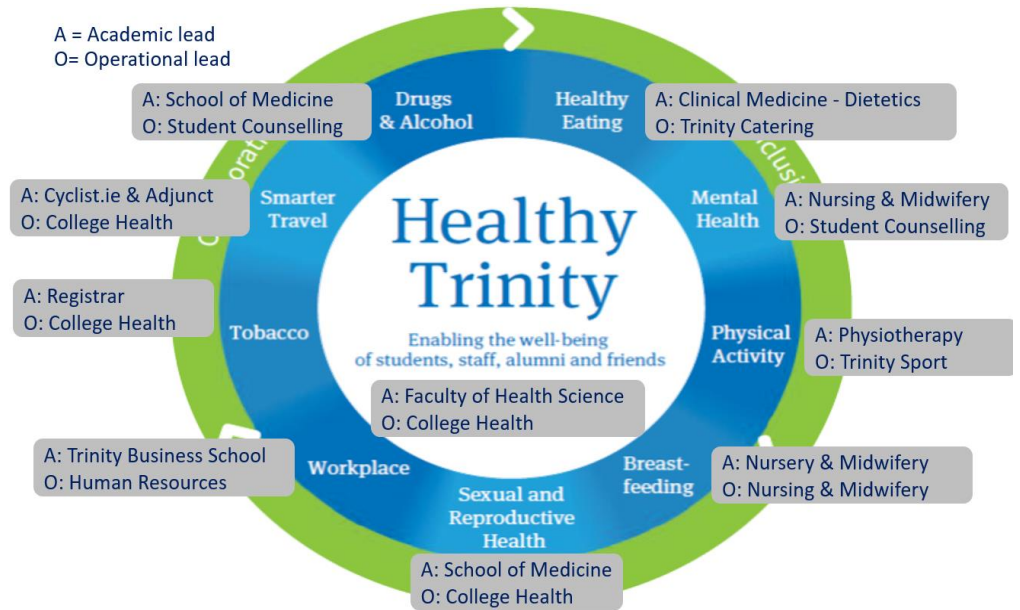 A = Academic lead
O= Operational lead
A: School of Medicine
O: Student Counselling
Drugs
& Alcohol
Healthy
Eating
A: Clinical Medicine - Dietetics
O: Trinity Catering
A: Cyclist.ie & Adjunct
O: College Health
Smarter
Travel
Mental
Health
A: Nursing & Midwifery
O: Student Counselling
Healthy
Trinity
Enabling the well-being
of students, staff, alumni and friends
A: Registrar
O: College Health
Tobacco
Physical
Activity
A: Physiotherapy
O: Trinity Sport
A: Faculty of Health Science
O: College Health
A: Trinity Business School
O: Human Resources
Workplace
Breast-
feeding
A: Nursery & Midwifery
O: Nursing & Midwifery
Sexual and
Reproductive
Health
A: School of Medicine
O: College Health